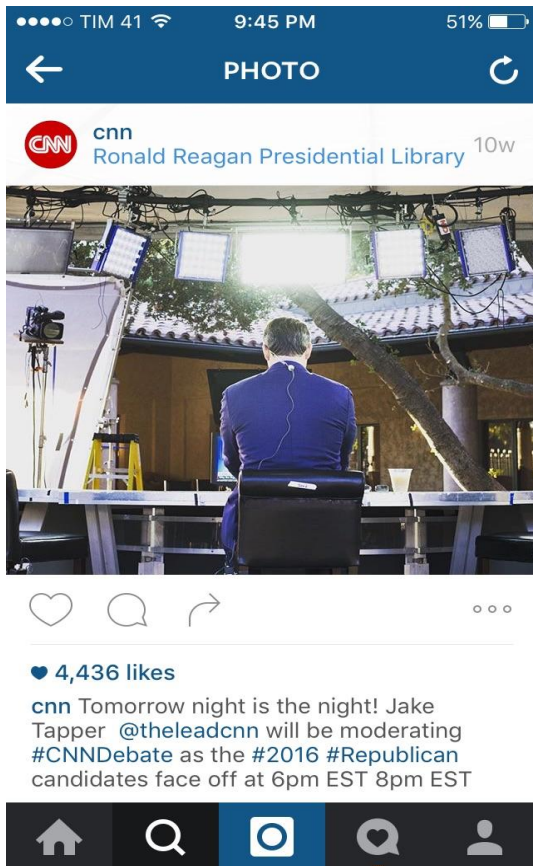 TIM 41 9:45 PM 51%
PHOTO
CNN
cnn
Ronald Reagan Presidential Library 10w
4,436 likes
cnn Tomorrow night is the night! Jake
Tapper @theleadcnn will be moderating
#CNNDebate as the #2016 #Republican
candidates face off at 6pm EST 8pm EST